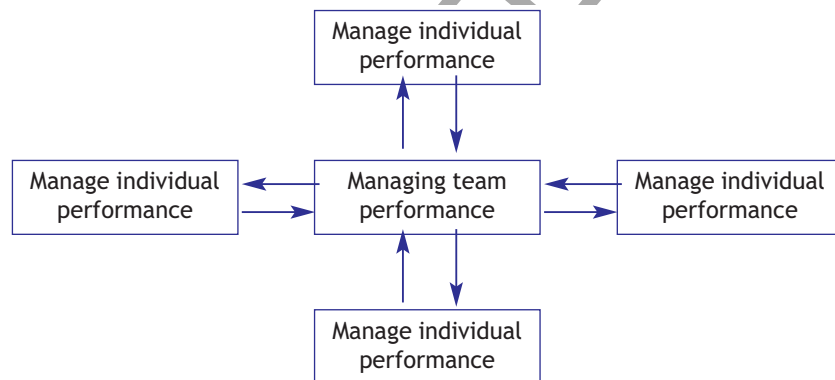 Manage individual
performance
Manage individual
performance
Managing team
performance
Manage individual
performance
Manage individual
performance